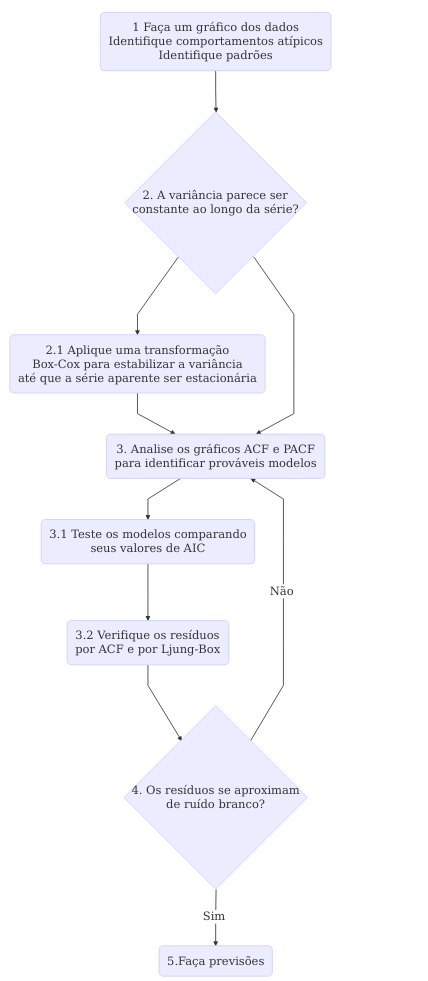 1 Faça um gráfico dos dados
Identifique comportamentos atípicos
Identifique padrões
2. A variância parece ser
constante ao longo da série?
2.1 Aplique uma transformação
Box-Cox para estabilizar a variância
até que a série aparente ser estacionária
3. Analise os gráficos ACF e PACF
para identificar prováveis modelos
3.1 Teste os modelos comparando
seus valores de AIC
Não
3.2 Verifique os resíduos
por ACF e por Ljung-Box
4. Os resíduos se aproximam
de ruído branco?
Sim
5.Faça previsões